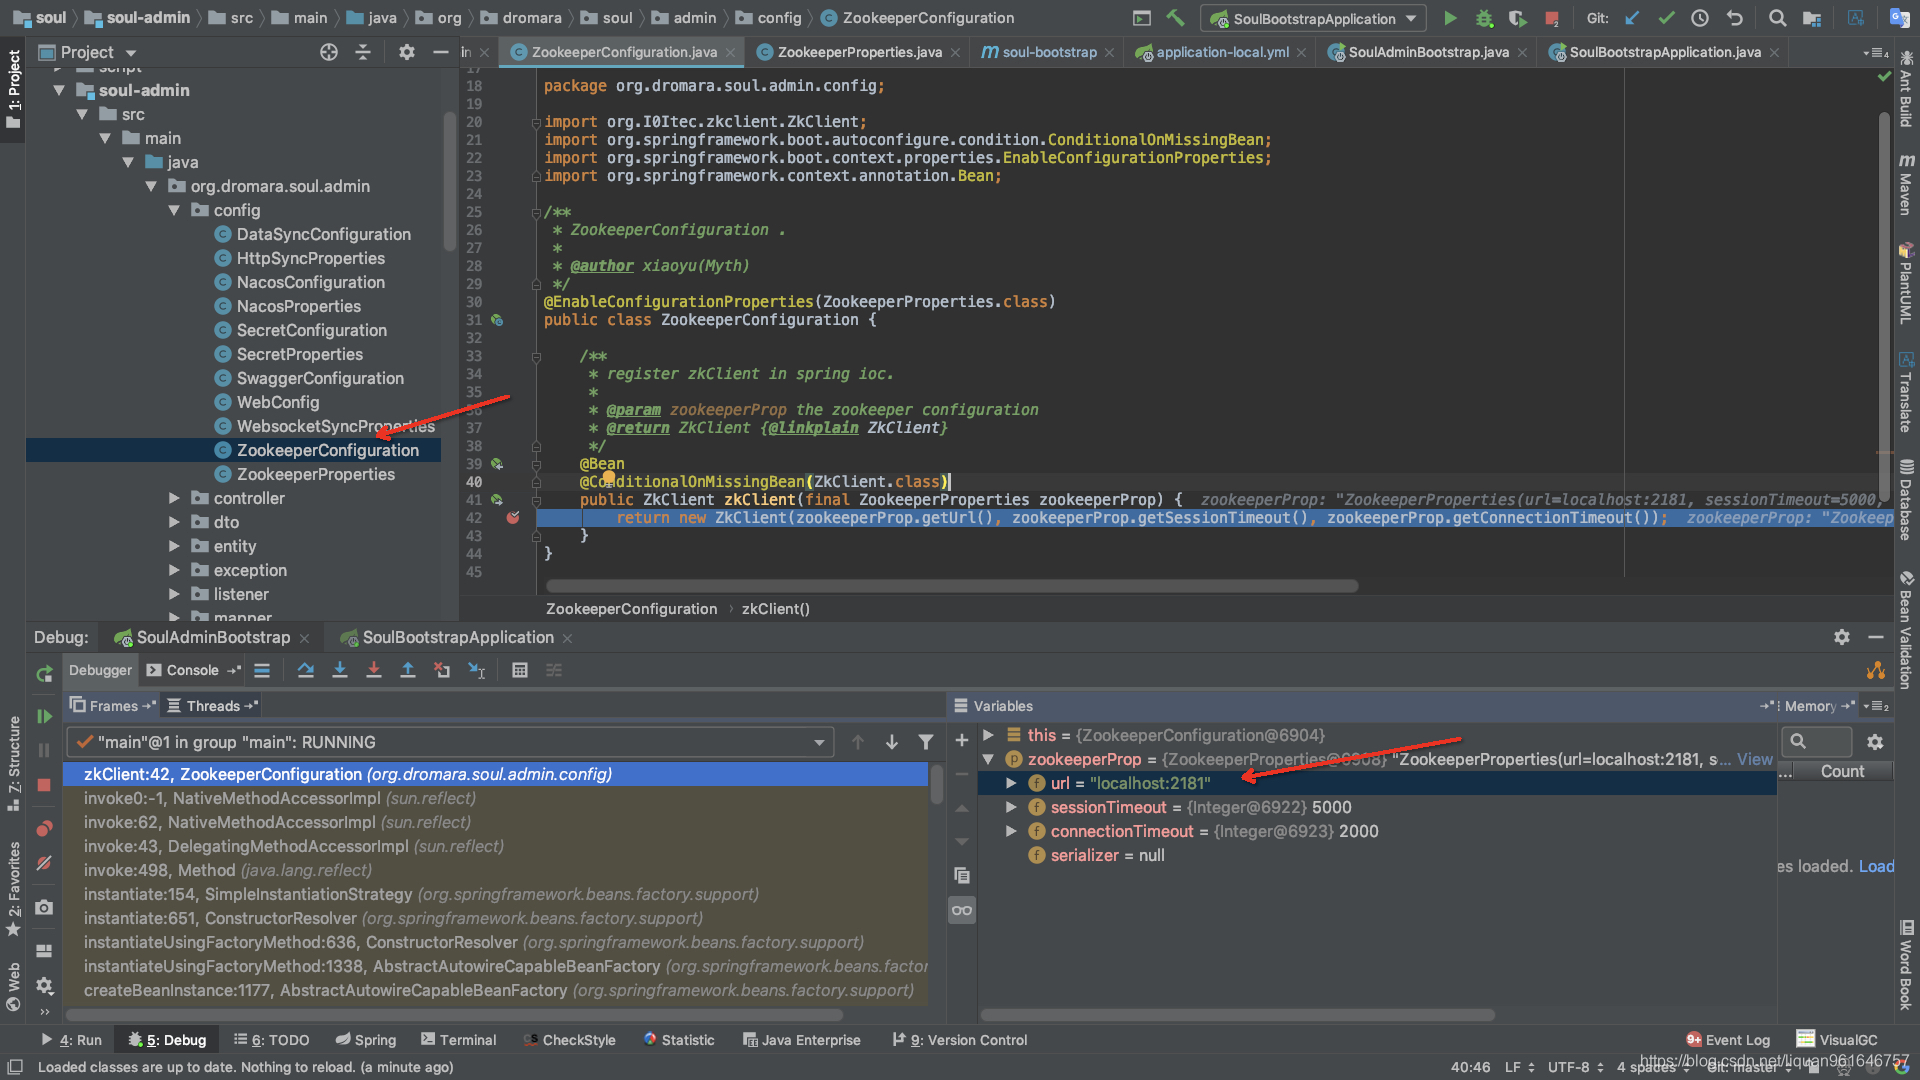 soul soul-admin src main java org dromara soul admin config ZookeeperConfiguration
SoulBootstrapApplication Git:
Project
ZookeeperConfiguration.java ZookeeperProperties.java soul-bootstrap application-local.yml SoulAdminBootstrap.java SoulBootstrapApplication.java
1: Project
script
soul-admin
src
main
java
org.dromara.soul.admin
config
DataSyncConfiguration
HttpSyncProperties
NacosConfiguration
NacosProperties
SecretConfiguration
SecretProperties
SwaggerConfiguration
WebConfig
WebsocketSyncProperties
ZookeeperConfiguration
ZookeeperProperties
controller
dto
entity
exception
listener
mapper
17
18 package org.dromara.soul.admin.config;
19
20 import org.I0Itec.zkclient.ZkClient;
21 import org.springframework.boot.autoconfigure.condition.ConditionalOnMissingBean;
22 import org.springframework.boot.context.properties.EnableConfigurationProperties;
23 import org.springframework.context.annotation.Bean;
24
25 /**
26 * ZookeeperConfiguration .
27 *
28 * @author xiaoyu(Myth)
29 */
30 @EnableConfigurationProperties(ZookeeperProperties.class)
31 public class ZookeeperConfiguration {
32
33 /**
34 * register zkClient in spring ioc.
35 *
36 * @param zookeeperProp the zookeeper configuration
37 * @return ZkClient {@linkplain ZkClient}
38 */
39 @Bean
40 @ConditionalOnMissingBean(ZkClient.class)
41 public ZkClient zkClient(final ZookeeperProperties zookeeperProp) { zookeeperProp: "ZookeeperProperties(url=localhost:2181, sessionTimeout=5000,
42 return new ZkClient(zookeeperProp.getUrl(), zookeeperProp.getSessionTimeout(), zookeeperProp.getConnectionTimeout()); zookeeperProp: "Zookeep
43 }
44 }
45
ZookeeperConfiguration zkClient()
Ant Build
Maven
PlantUML
Translate
Database
Bean Validation
Word Book
Debug: SoulAdminBootstrap SoulBootstrapApplication
Debugger Console
Frames Threads
Variables Memory
"main"@1 in group "main": RUNNING
zkClient:42, ZookeeperConfiguration (org.dromara.soul.admin.config)
invoke0:-1, NativeMethodAccessorImpl (sun.reflect)
invoke:62, NativeMethodAccessorImpl (sun.reflect)
invoke:43, DelegatingMethodAccessorImpl (sun.reflect)
invoke:498, Method (java.lang.reflect)
instantiate:154, SimpleInstantiationStrategy (org.springframework.beans.factory.support)
instantiate:651, ConstructorResolver (org.springframework.beans.factory.support)
instantiateUsingFactoryMethod:636, ConstructorResolver (org.springframework.beans.factory.support)
instantiateUsingFactoryMethod:1338, AbstractAutowireCapableBeanFactory (org.springframework.beans.factor
createBeanInstance:1177, AbstractAutowireCapableBeanFactory (org.springframework.beans.factory.support)
this = {ZookeeperConfiguration@6904}
zookeeperProp = {ZookeeperProperties@6908} "ZookeeperProperties(url=localhost:2181, s... View
url = "localhost:2181"
sessionTimeout = {Integer@6922} 5000
connectionTimeout = {Integer@6923} 2000
serializer = null
... Count
es loaded. Load
7: Structure
2: Favorites
Web
4: Run 5: Debug 6: TODO Spring Terminal CheckStyle Statistic Java Enterprise 9: Version Control Event Log VisualGC
Loaded classes are up to date. Nothing to reload. (a minute ago)
40:46 LF UTF-8 4 spaces Git: master
https://blog.csdn.net/liquan961646757